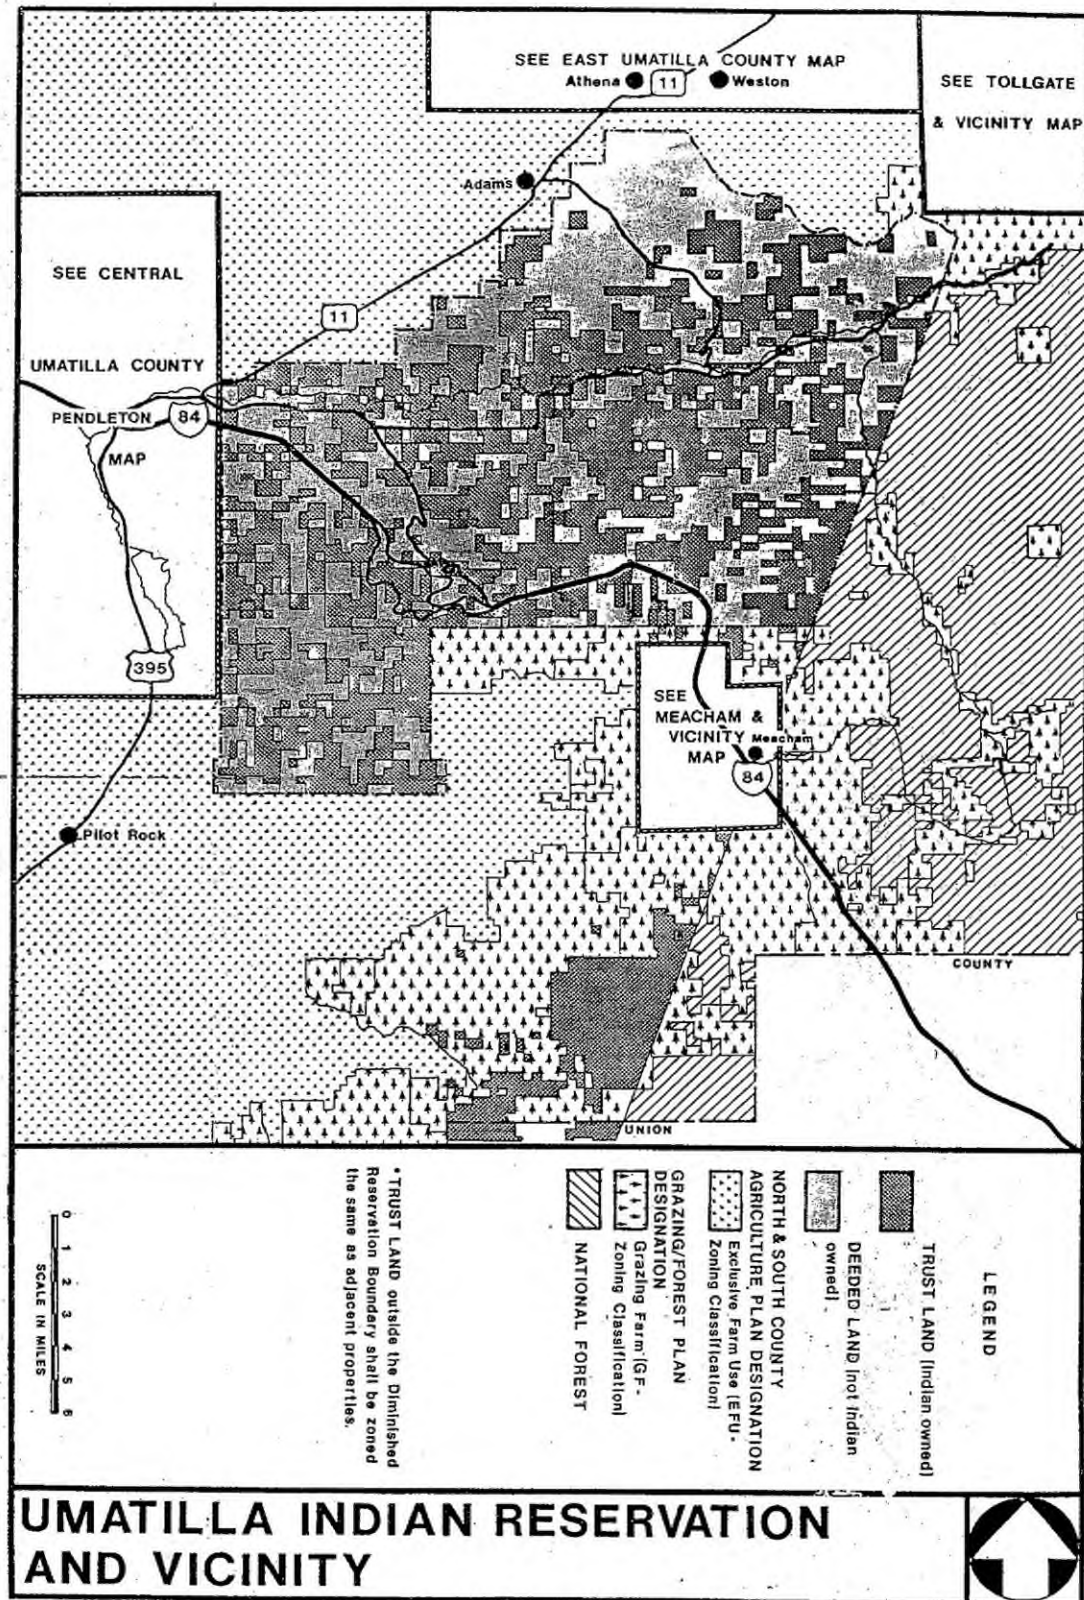 SEE EAST UMATILLA COUNTY MAP
Athena 11 Weston
SEE TOLLGATE
& VICINITY MAP
Adams
SEE CENTRAL
11
UMATILLA COUNTY
PENDLETON 84
MAP
395
SEE
MEACHAM &
VICINITY Meacham
MAP
84
Pilot Rock
COUNTY
UNION
LEGEND
TRUST LAND (Indian owned)
DEEDED LAND (not Indian
owned)
NORTH & SOUTH COUNTY
AGRICULTURE PLAN DESIGNATION
Exclusive Farm Use (EFU-
Zoning Classification)
GRAZING/FOREST PLAN
DESIGNATION
Grazing Farm (GF-
Zoning Classification)
NATIONAL FOREST
* TRUST LAND outside the Diminished
Reservation Boundary shall be zoned
the same as adjacent properties.
0 1 2 3 4 5 6
SCALE IN MILES
UMATILLA INDIAN RESERVATION
AND VICINITY